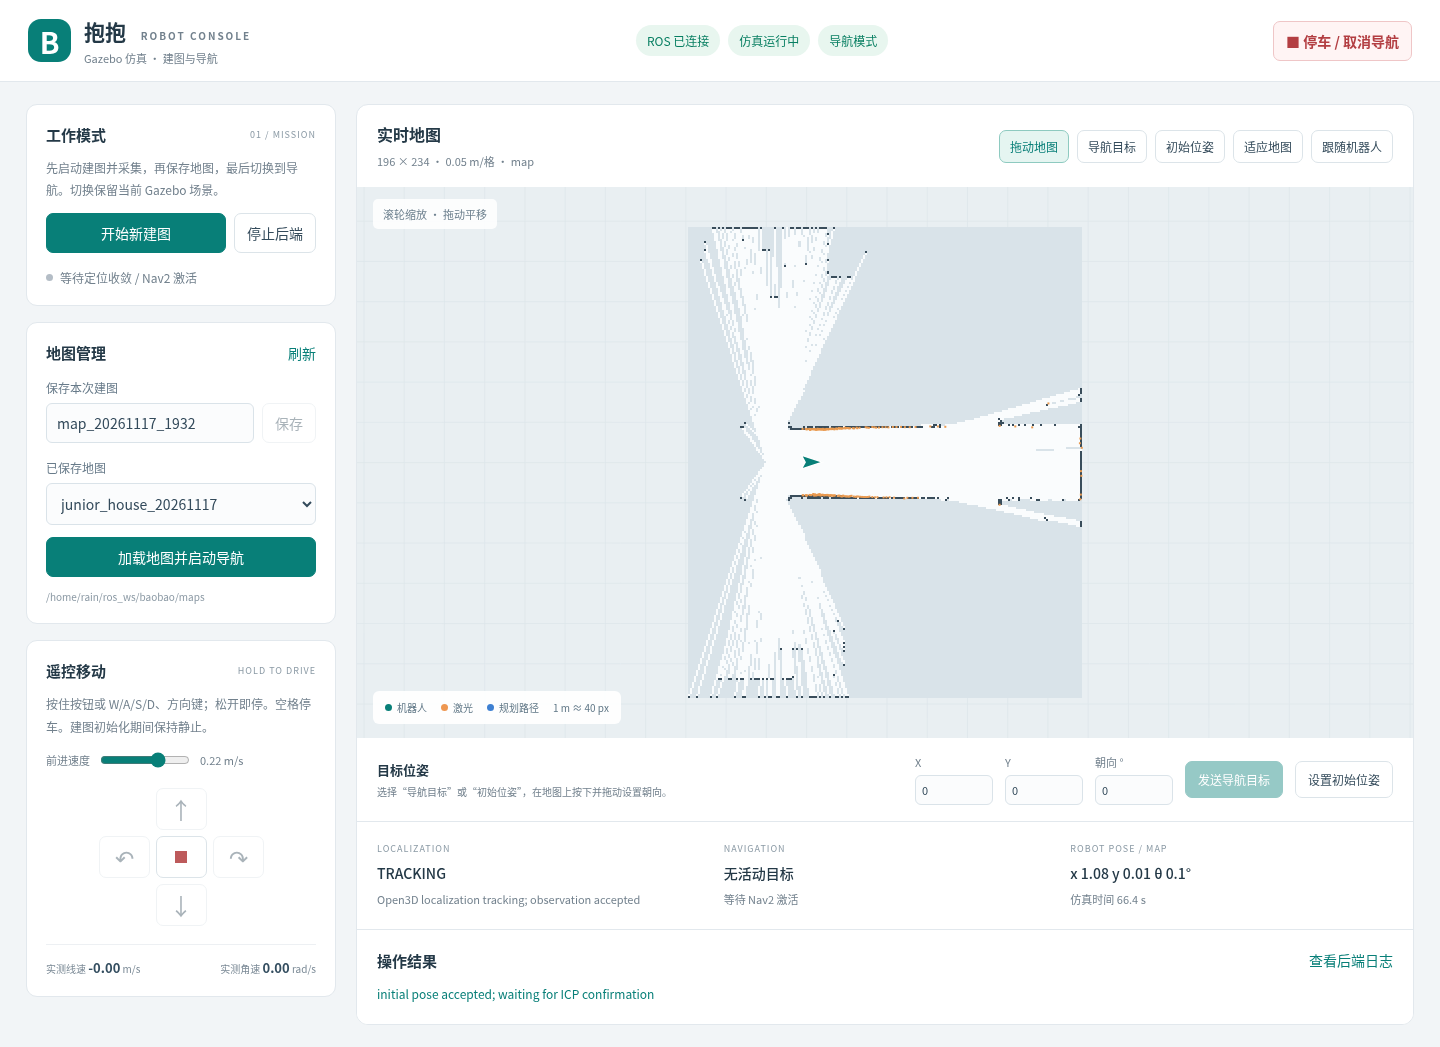 B
抱抱 ROBOT CONSOLE
Gazebo 仿真 · 建图与导航
ROS 已连接
仿真运行中
导航模式
停车 / 取消导航
工作模式
01 / MISSION
先启动建图并采集，再保存地图，最后切换到导
航。切换保留当前 Gazebo 场景。
开始新建图
停止后端
等待定位收敛 / Nav2 激活
地图管理
刷新
保存本次建图
map_20261117_1932
保存
已保存地图
junior_house_20261117
加载地图并启动导航
/home/rain/ros_ws/baobao/maps
遥控移动
HOLD TO DRIVE
按住按钮或 W/A/S/D、方向键；松开即停。空格停
车。建图初始化期间保持静止。
前进速度
0.22 m/s
↑
↶
↷
↓
实测线速 -0.00 m/s
实测角速 0.00 rad/s
实时地图
196 × 234 · 0.05 m/格 · map
拖动地图
导航目标
初始位姿
适应地图
跟随机器人
滚轮缩放 · 拖动平移
机器人
激光
规划路径
1 m ≈ 40 px
目标位姿
选择“导航目标”或“初始位姿”，在地图上按下并拖动设置朝向。
X
0
Y
0
朝向 °
0
发送导航目标
设置初始位姿
LOCALIZATION
TRACKING
Open3D localization tracking; observation accepted
NAVIGATION
无活动目标
等待 Nav2 激活
ROBOT POSE / MAP
x 1.08 y 0.01 θ 0.1°
仿真时间 66.4 s
操作结果
查看后端日志
initial pose accepted; waiting for ICP confirmation